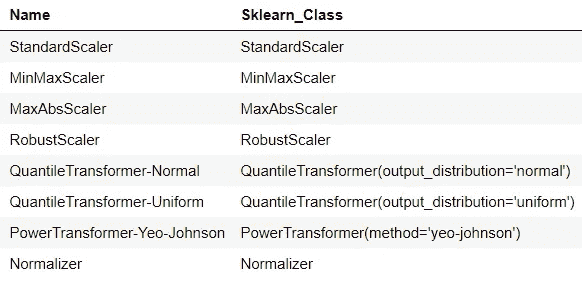 Name Sklearn_Class
StandardScaler StandardScaler
MinMaxScaler MinMaxScaler
MaxAbsScaler MaxAbsScaler
RobustScaler RobustScaler
QuantileTransformer-Normal QuantileTransformer(output_distribution='normal')
QuantileTransformer-Uniform QuantileTransformer(output_distribution='uniform')
PowerTransformer-Yeo-Johnson PowerTransformer(method='yeo-johnson')
Normalizer Normalizer